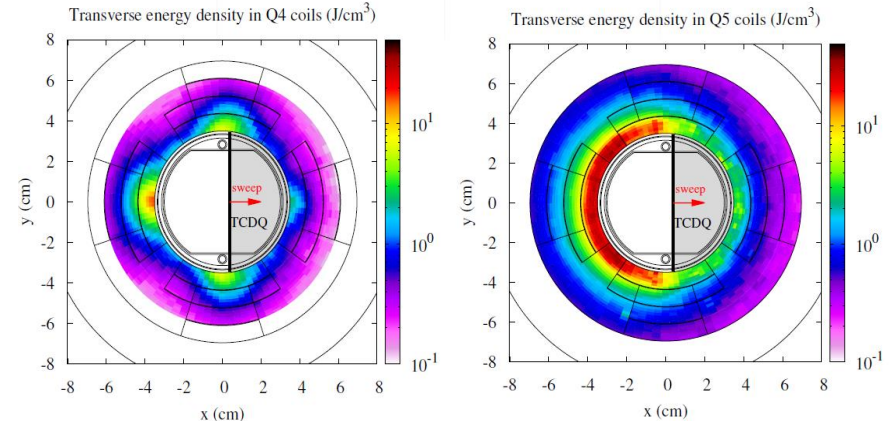 Transverse energy density in Q4 coils (J/cm³)
8
6
4
2
0
-2
-4
-6
-8
y (cm)
-8 -6 -4 -2 0 2 4 6 8
x (cm)
sweep
TCDQ
10¹
10⁰
10⁻¹
Transverse energy density in Q5 coils (J/cm³)
8
6
4
2
0
-2
-4
-6
-8
y (cm)
-8 -6 -4 -2 0 2 4 6 8
x (cm)
sweep
TCDQ
10¹
10⁰
10⁻¹